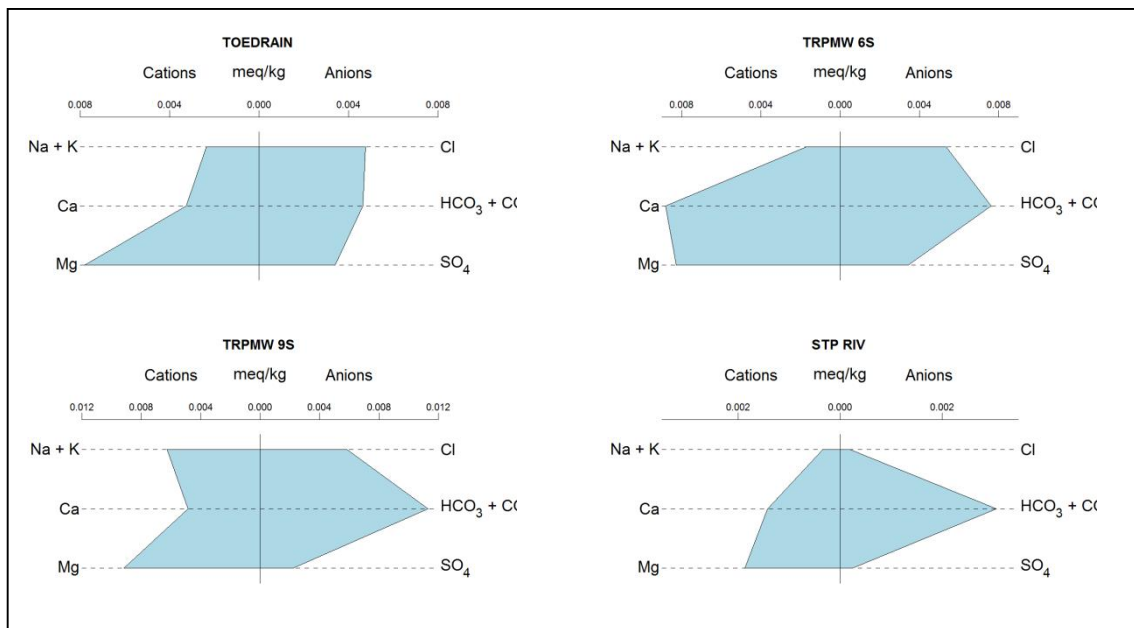 TOEDRAIN
Cations meq/kg Anions
0.008 0.004 0.000 0.004 0.008
Na + K Cl
Ca HCO3 + CC
Mg SO4
TRPMW 6S
Cations meq/kg Anions
0.008 0.004 0.000 0.004 0.008
Na + K Cl
Ca HCO3 + CC
Mg SO4
TRPMW 9S
Cations meq/kg Anions
0.012 0.008 0.004 0.000 0.004 0.008 0.012
Na + K Cl
Ca HCO3 + CC
Mg SO4
STP RIV
Cations meq/kg Anions
0.002 0.000 0.002
Na + K Cl
Ca HCO3 + CC
Mg SO4